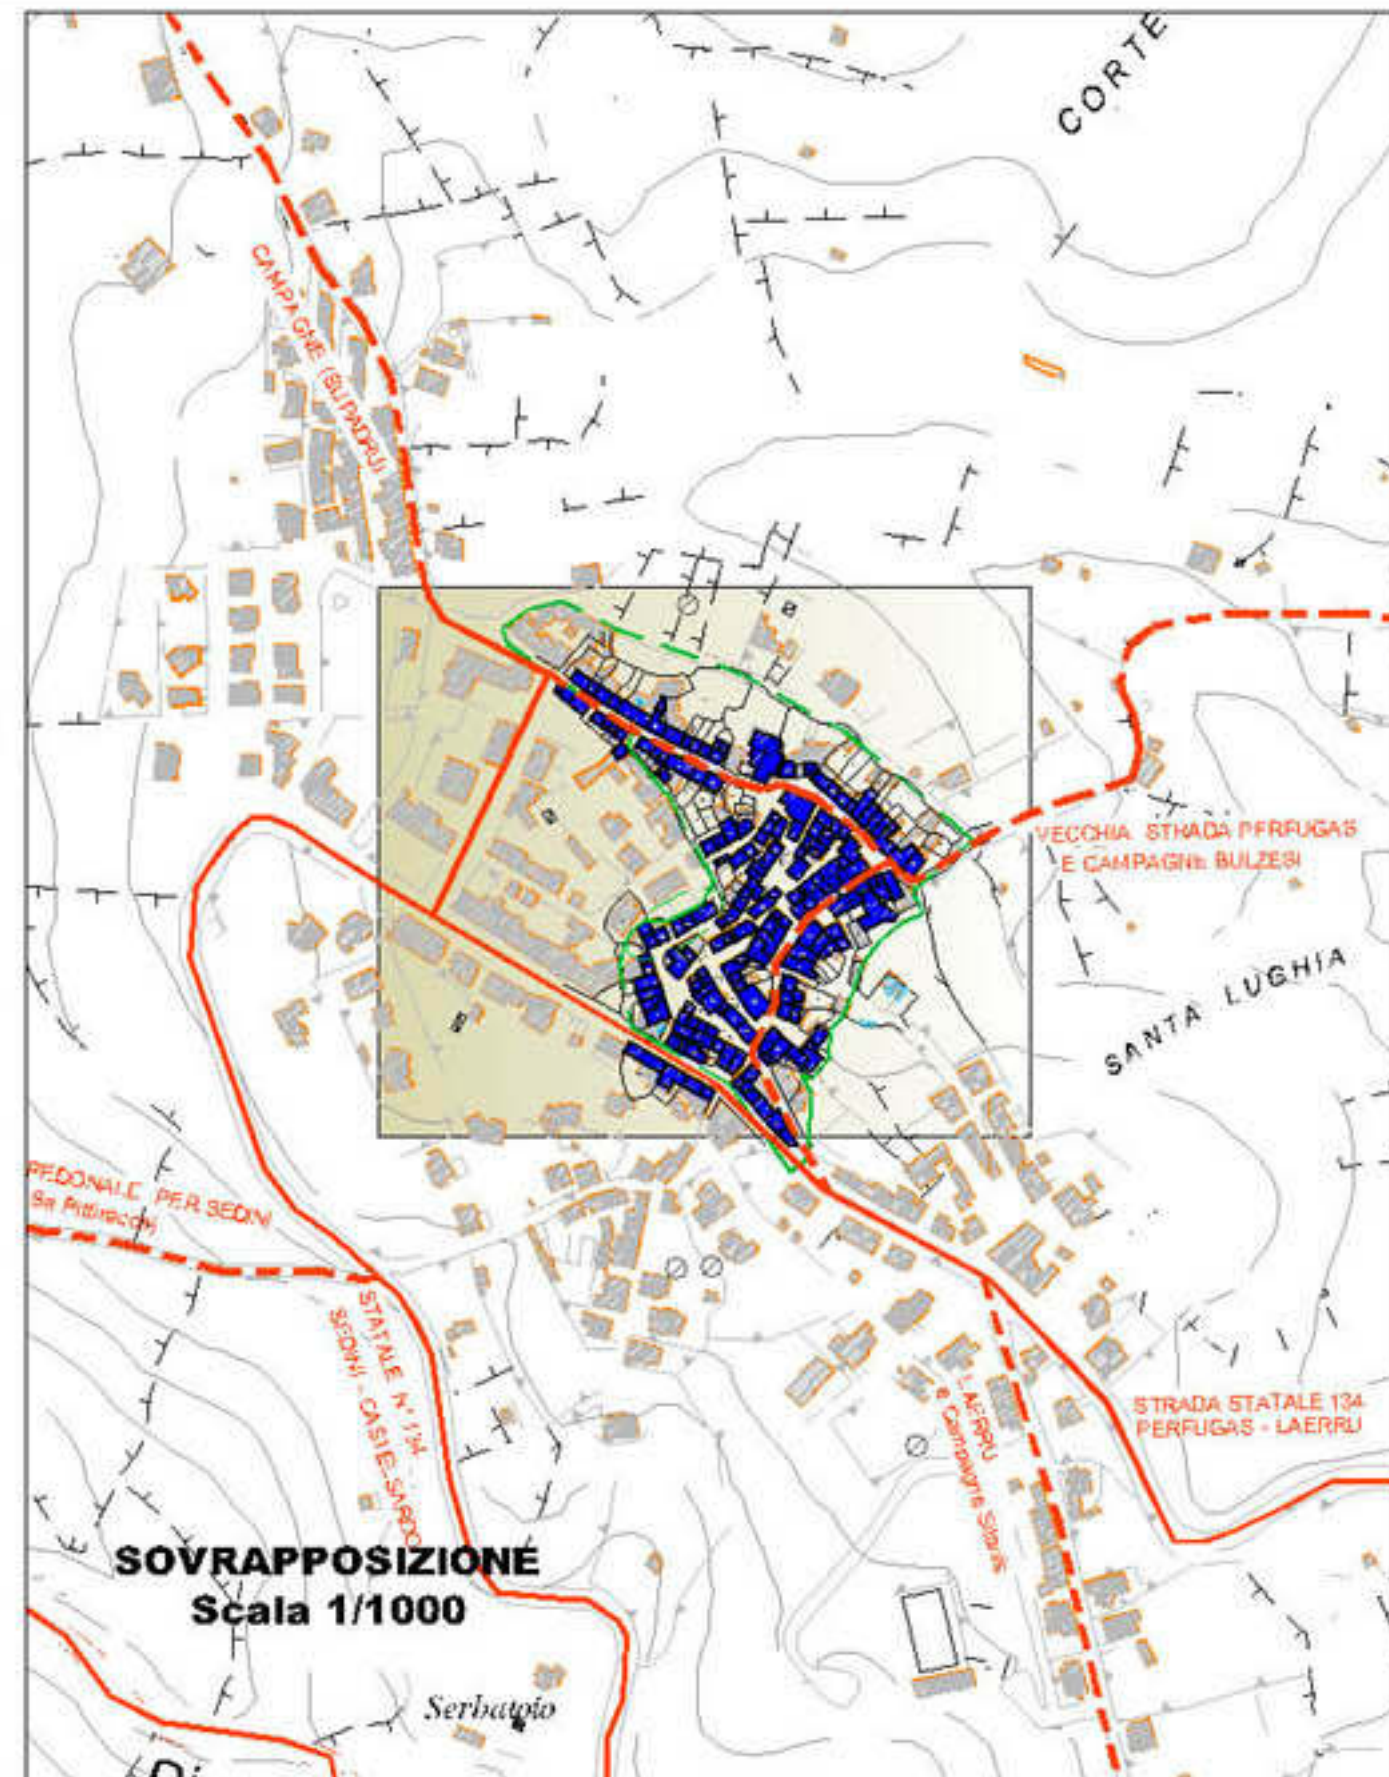 CORTE
CAMPAGNE (SU PADRU)
VECCHIA STRADA PERFUGAS
E CAMPAGNE BULZESI
SANTA LUGHIA
PEDONALE PER SEDINI
STATALE N° 134
SEDINI - CASTELSARDO
LAERRU
e Campagne
STRADA STATALE 134
PERFUGAS - LAERRU
SOVRAPPOSIZIONE
Scala 1/1000
Serbatoio